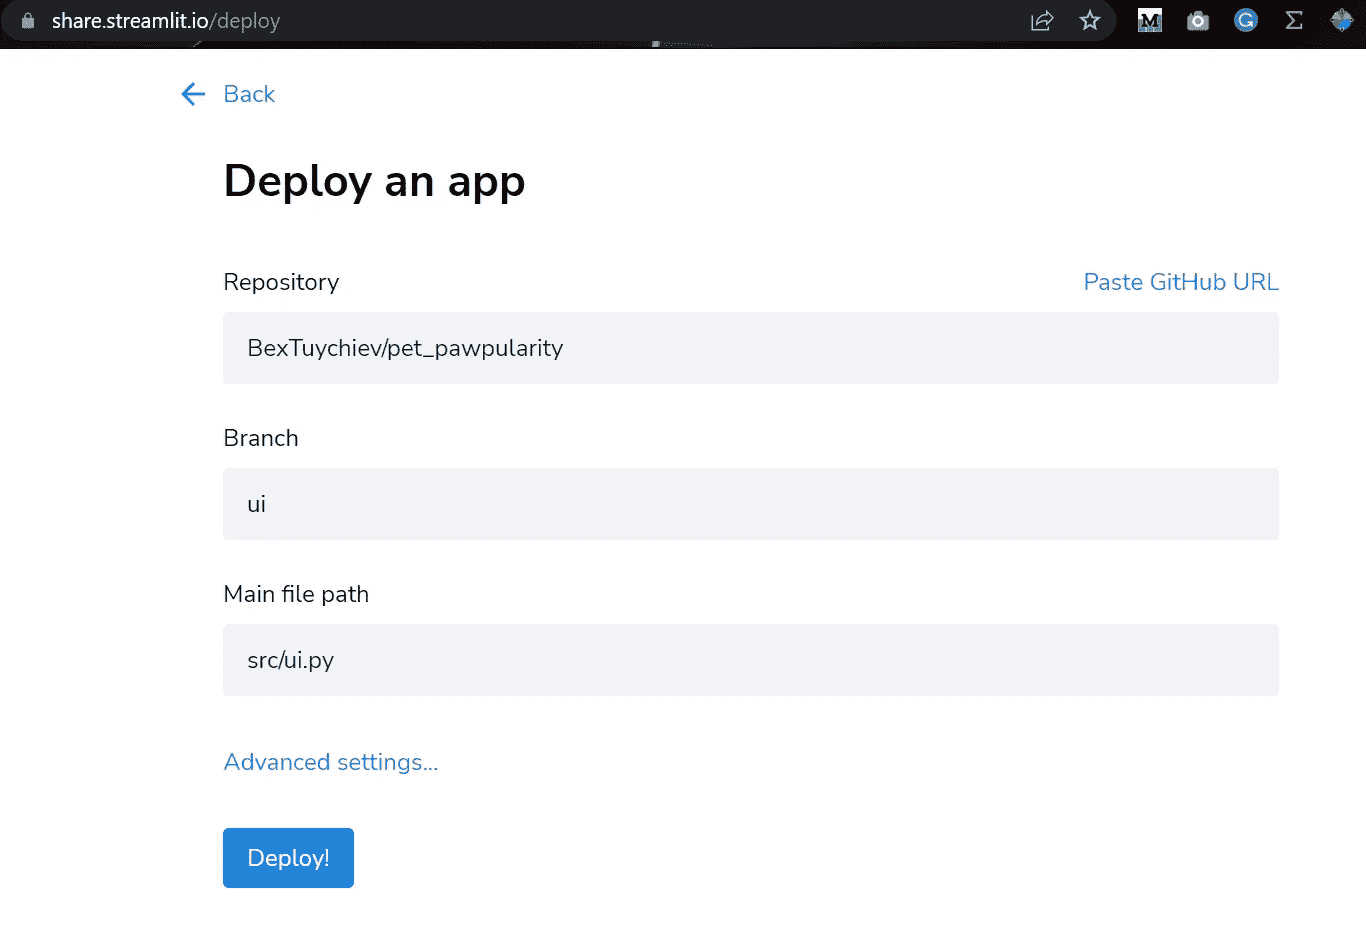 share.streamlit.io/deploy
Back
Deploy an app
Repository
Paste GitHub URL
BexTuychiev/pet_pawpularity
Branch
ui
Main file path
src/ui.py
Advanced settings...
Deploy!